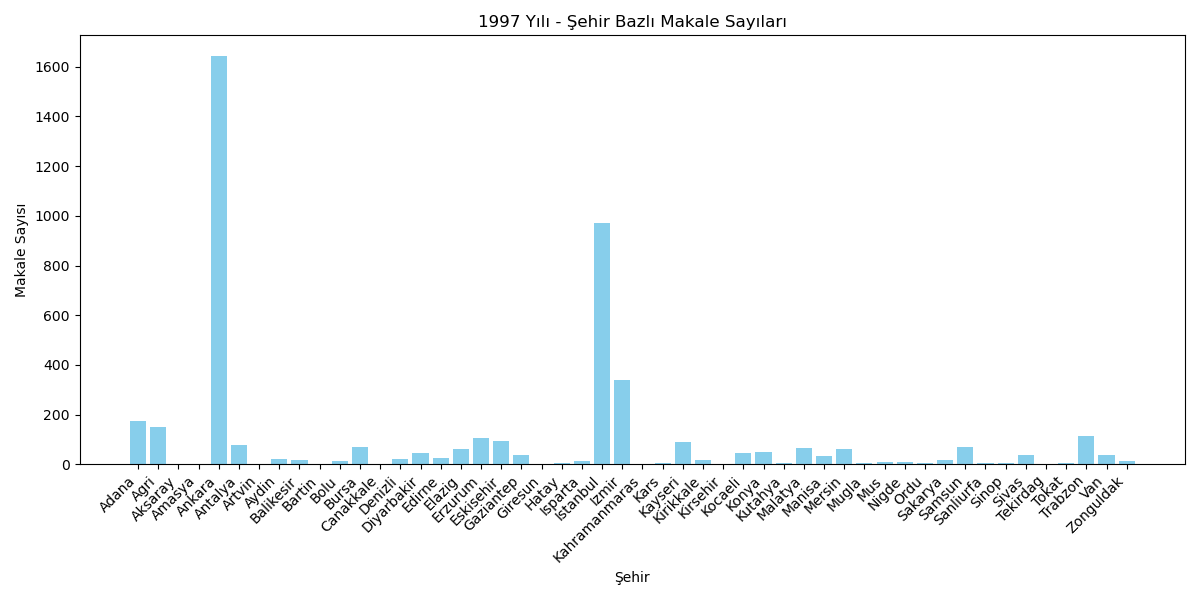 1997 Yılı - Şehir Bazlı Makale Sayıları
Makale Sayısı
1600
1400
1200
1000
800
600
400
200
0
Adana
Agri
Aksaray
Amasya
Ankara
Antalya
Artvin
Aydin
Balikesir
Bartin
Bolu
Bursa
Canakkale
Denizli
Diyarbakir
Edirne
Elazig
Erzurum
Eskisehir
Gaziantep
Giresun
Hatay
Isparta
Istanbul
Izmir
Kahramanmaras
Kars
Kayseri
Kirikkale
Kirsehir
Kocaeli
Konya
Kutahya
Malatya
Manisa
Mersin
Mugla
Mus
Nigde
Ordu
Sakarya
Samsun
Sanliurfa
Sinop
Sivas
Tekirdag
Tokat
Trabzon
Van
Zonguldak
Şehir